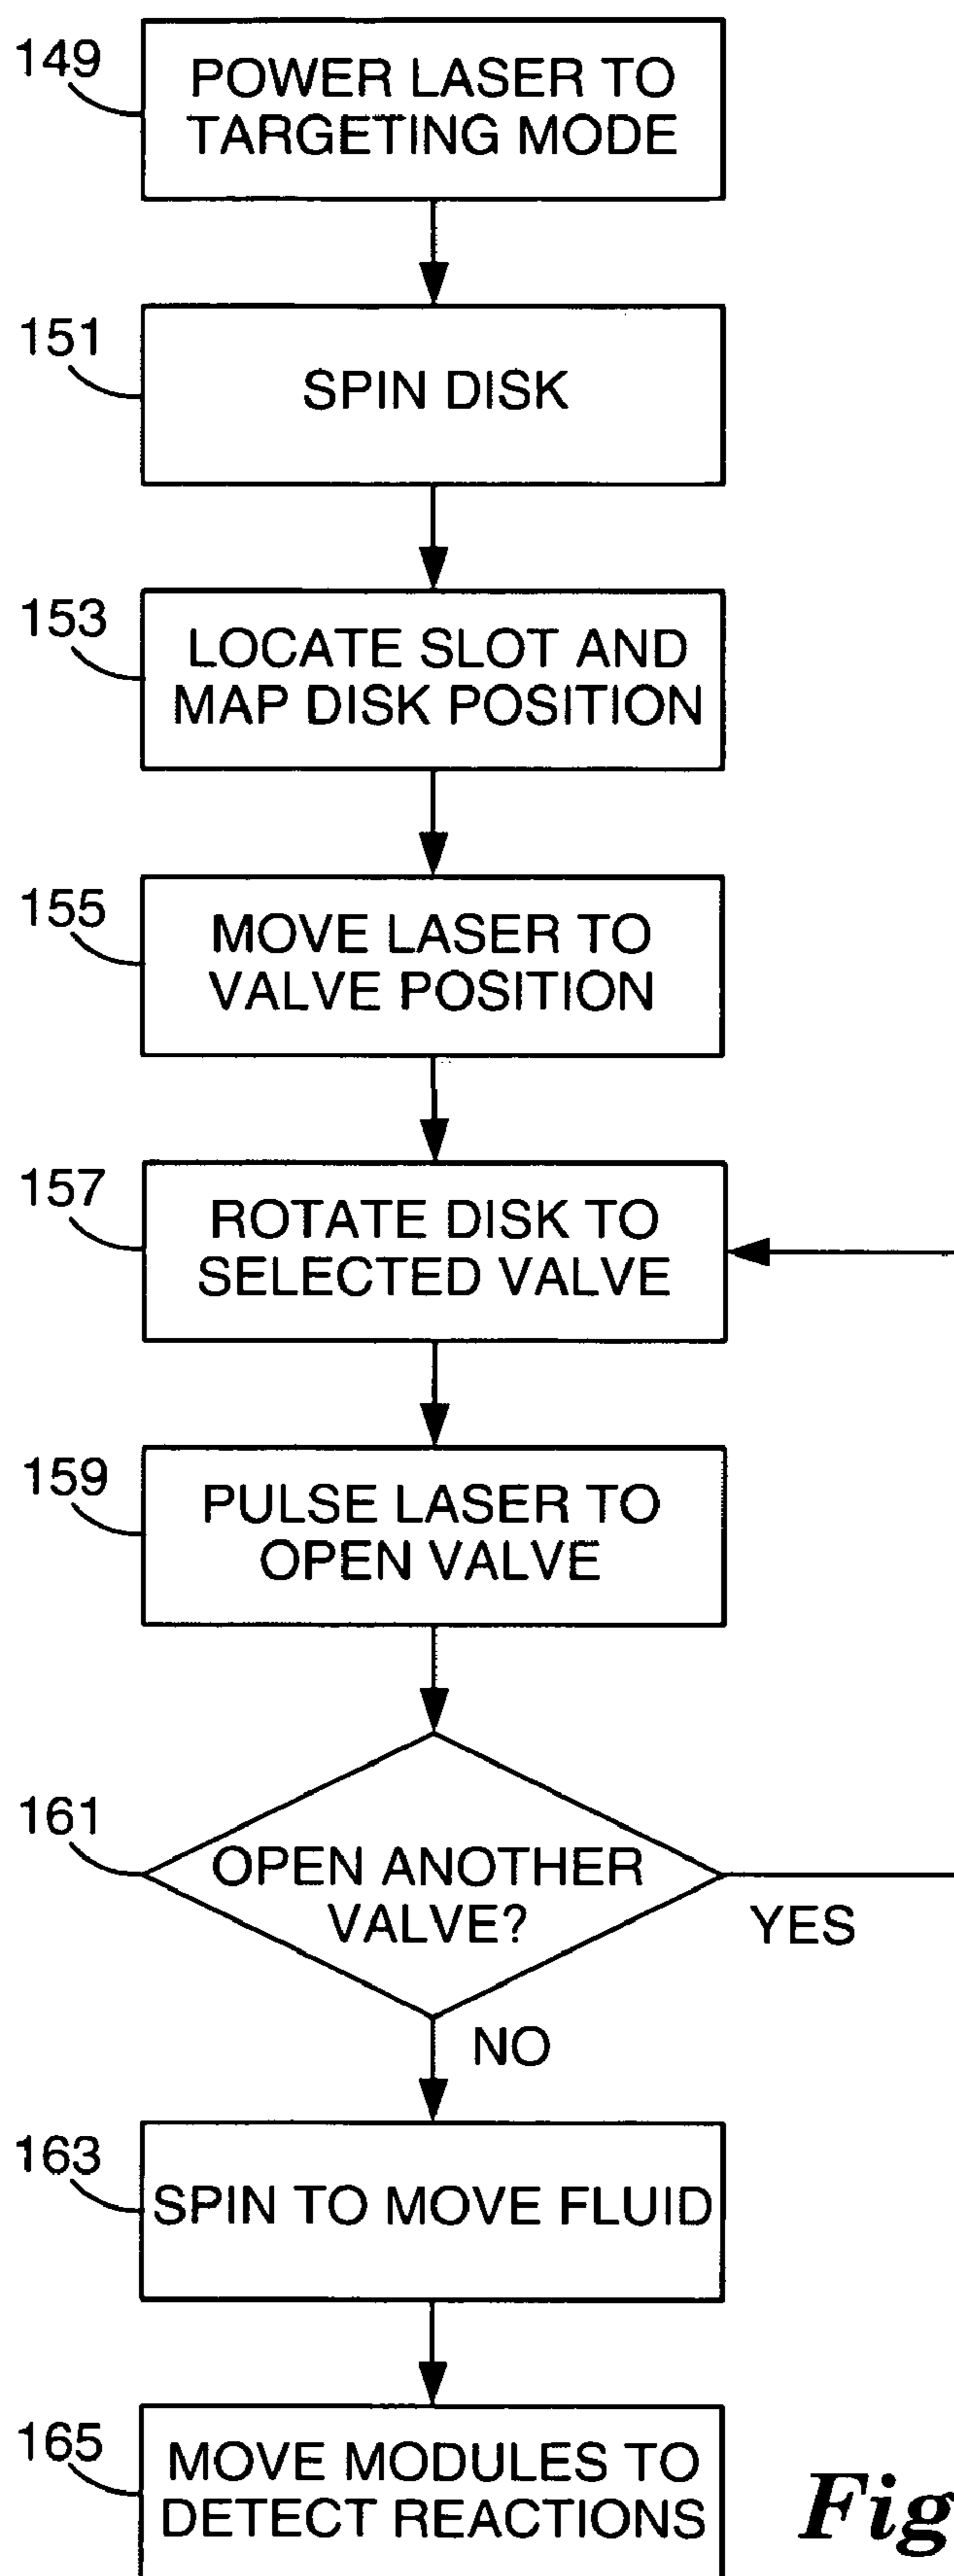 149
POWER LASER TO
TARGETING MODE
151
SPIN DISK
153
LOCATE SLOT AND
MAP DISK POSITION
155
MOVE LASER TO
VALVE POSITION
157
ROTATE DISK TO
SELECTED VALVE
159
PULSE LASER TO
OPEN VALVE
161
OPEN ANOTHER
VALVE?
YES
NO
163
SPIN TO MOVE FLUID
165
MOVE MODULES TO
DETECT REACTIONS
Fig